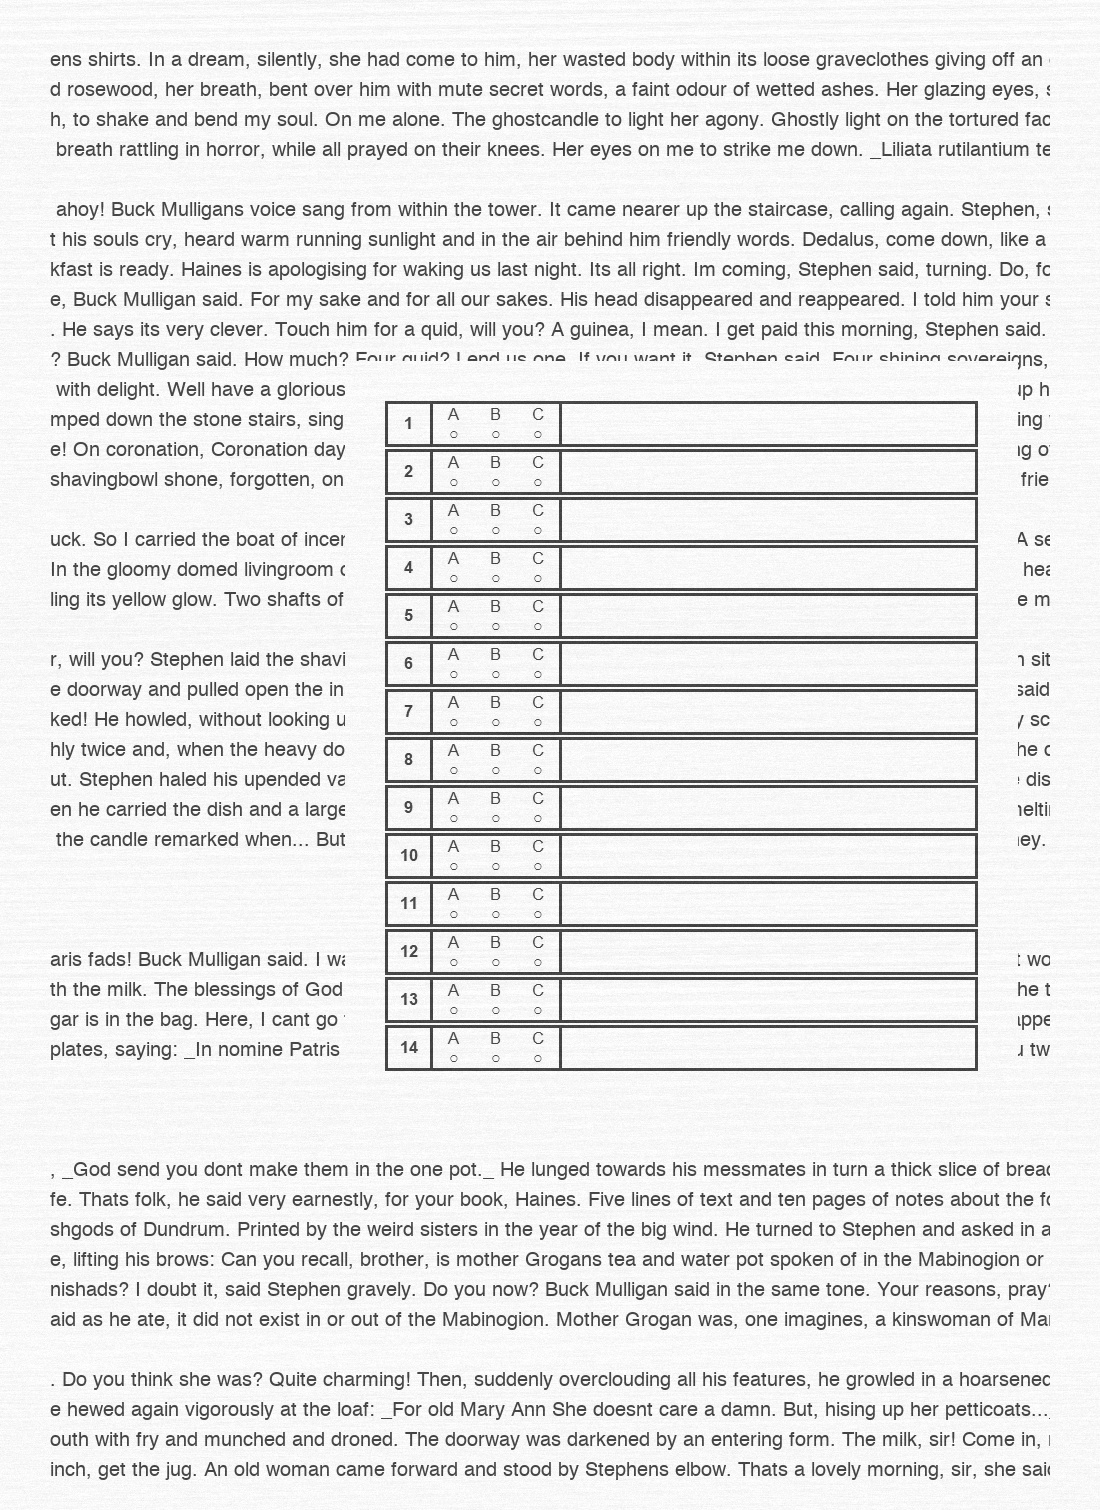 ens shirts. In a dream, silently, she had come to him, her wasted body within its loose graveclothes giving off an
d rosewood, her breath, bent over him with mute secret words, a faint odour of wetted ashes. Her glazing eyes,
h, to shake and bend my soul. On me alone. The ghostcandle to light her agony. Ghostly light on the tortured fac
breath rattling in horror, while all prayed on their knees. Her eyes on me to strike me down. _Liliata rutilantium te
ahoy! Buck Mulligans voice sang from within the tower. It came nearer up the staircase, calling again. Stephen,
t his souls cry, heard warm running sunlight and in the air behind him friendly words. Dedalus, come down, like a
kfast is ready. Haines is apologising for waking us last night. Its all right. Im coming, Stephen said, turning. Do, fo
e, Buck Mulligan said. For my sake and for all our sakes. His head disappeared and reappeared. I told him your
. He says its very clever. Touch him for a quid, will you? A guinea, I mean. I get paid this morning, Stephen said.
? Buck Mulligan said. How much? Four quid? Lend us one. If you want it, Stephen said. Four shining sovereigns,
with delight. Well have a glorious up h
mped down the stone stairs, sing ing
e! On coronation, Coronation day ng o
shavingbowl shone, forgotten, on frie
uck. So I carried the boat of incen A se
In the gloomy domed livingroom o hea
ling its yellow glow. Two shafts of e m
r, will you? Stephen laid the shavi n sit
e doorway and pulled open the in said
ked! He howled, without looking u y sc
hly twice and, when the heavy do he
ut. Stephen haled his upended va dis
en he carried the dish and a large melti
the candle remarked when... But ney.
aris fads! Buck Mulligan said. I wa t wo
th the milk. The blessings of God he t
gar is in the bag. Here, I cant go appe
plates, saying: _In nomine Patris u tw
1 A B C
2 A B C
3 A B C
4 A B C
5 A B C
6 A B C
7 A B C
8 A B C
9 A B C
10 A B C
11 A B C
12 A B C
13 A B C
14 A B C
, _God send you dont make them in the one pot._ He lunged towards his messmates in turn a thick slice of bread
fe. Thats folk, he said very earnestly, for your book, Haines. Five lines of text and ten pages of notes about the fo
shgods of Dundrum. Printed by the weird sisters in the year of the big wind. He turned to Stephen and asked in a
e, lifting his brows: Can you recall, brother, is mother Grogans tea and water pot spoken of in the Mabinogion or
nishads? I doubt it, said Stephen gravely. Do you now? Buck Mulligan said in the same tone. Your reasons, pray?
aid as he ate, it did not exist in or out of the Mabinogion. Mother Grogan was, one imagines, a kinswoman of Mar
. Do you think she was? Quite charming! Then, suddenly overclouding all his features, he growled in a hoarsened
e hewed again vigorously at the loaf: _For old Mary Ann She doesnt care a damn. But, hising up her petticoats...
outh with fry and munched and droned. The doorway was darkened by an entering form. The milk, sir! Come in,
inch, get the jug. An old woman came forward and stood by Stephens elbow. Thats a lovely morning, sir, she said